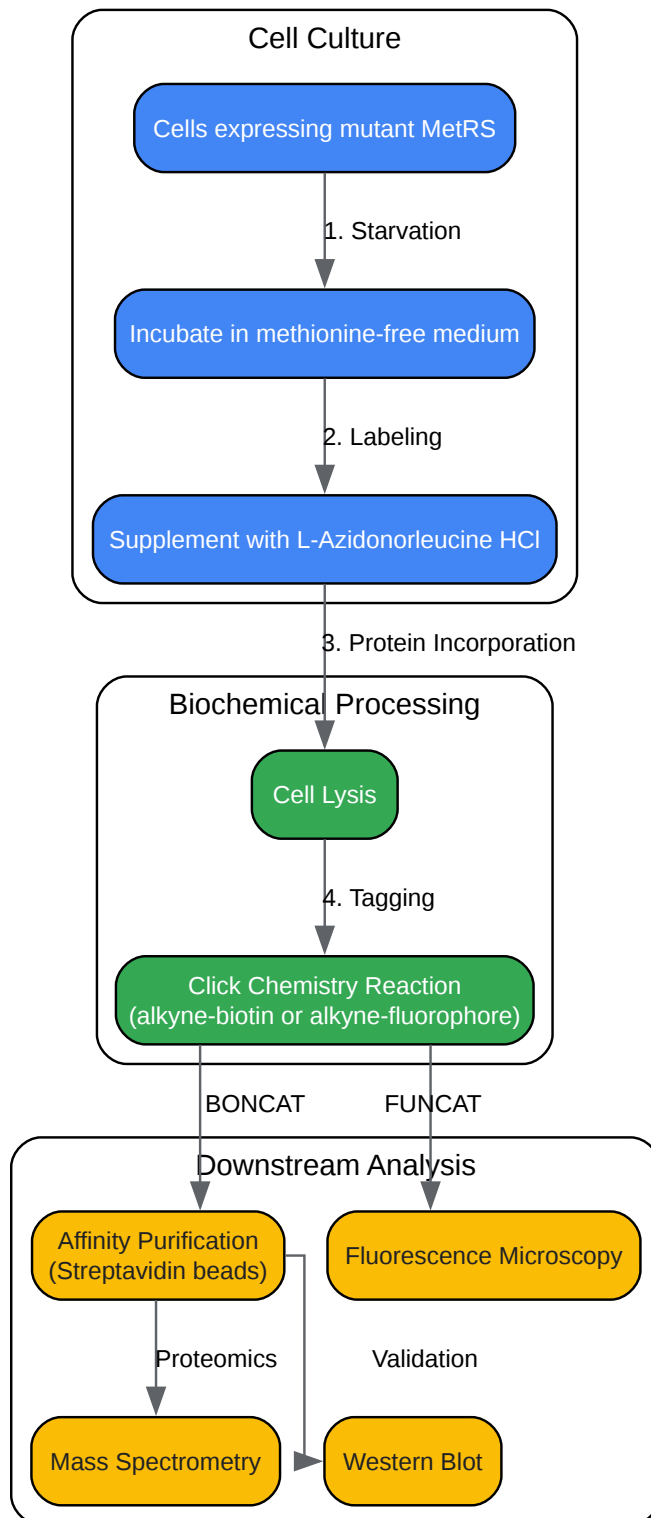 Cell Culture
Cells expressing mutant MetRS
1. Starvation
Incubate in methionine-free medium
2. Labeling
Supplement with L-Azidonorleucine HCl
3. Protein Incorporation
Biochemical Processing
Cell Lysis
4. Tagging
Click Chemistry Reaction
(alkyne-biotin or alkyne-fluorophore)
BONCAT
FUNCAT
Downstream Analysis
Affinity Purification
(Streptavidin beads)
Fluorescence Microscopy
Proteomics
Validation
Mass Spectrometry
Western Blot